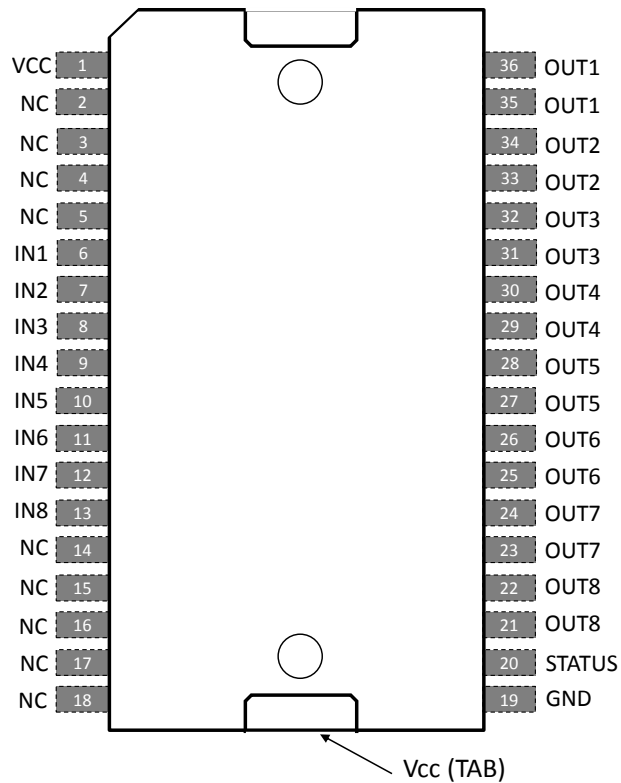 VCC 1 36 OUT1
NC 2 35 OUT1
NC 3 34 OUT2
NC 4 33 OUT2
NC 5 32 OUT3
IN1 6 31 OUT3
IN2 7 30 OUT4
IN3 8 29 OUT4
IN4 9 28 OUT5
IN5 10 27 OUT5
IN6 11 26 OUT6
IN7 12 25 OUT6
IN8 13 24 OUT7
NC 14 23 OUT7
NC 15 22 OUT8
NC 16 21 OUT8
NC 17 20 STATUS
NC 18 19 GND
Vcc (TAB)